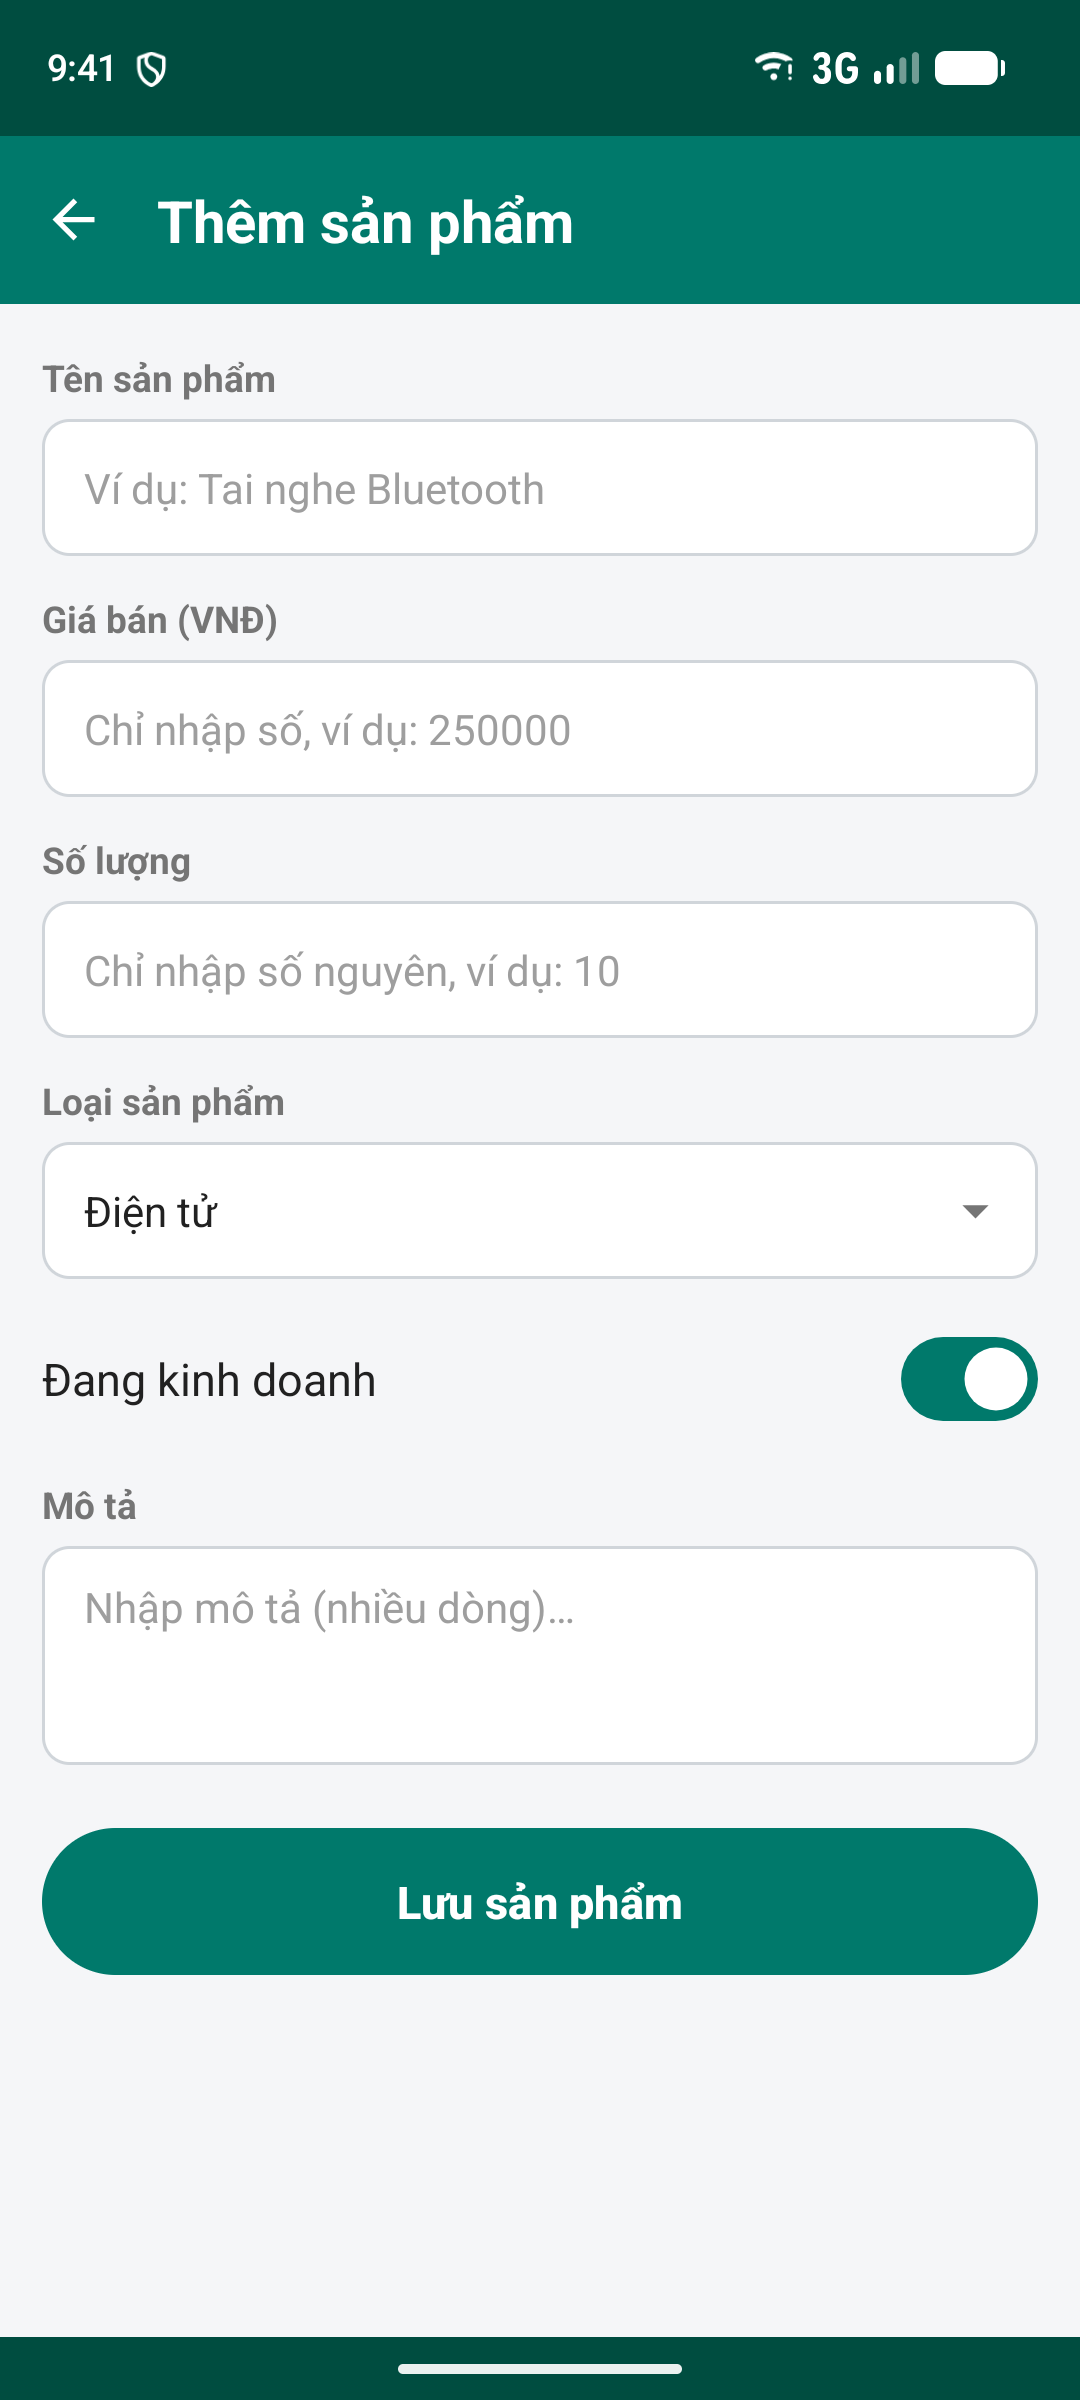 9:41
3G
Thêm sản phẩm
Tên sản phẩm
Ví dụ: Tai nghe Bluetooth
Giá bán (VNĐ)
Chỉ nhập số, ví dụ: 250000
Số lượng
Chỉ nhập số nguyên, ví dụ: 10
Loại sản phẩm
Điện tử
Đang kinh doanh
Mô tả
Nhập mô tả (nhiều dòng)…
Lưu sản phẩm